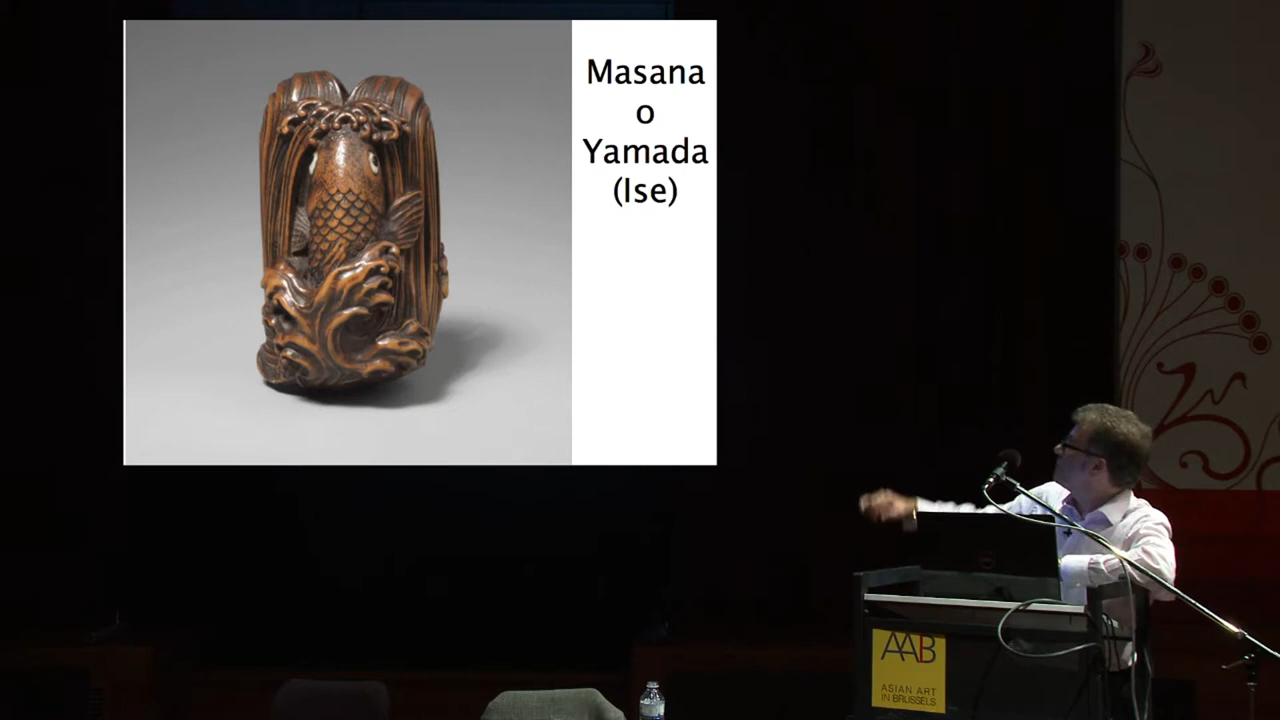 Masana
o
Yamada
(Ise)
AAB
ASIAN ART
IN BRUSSELS